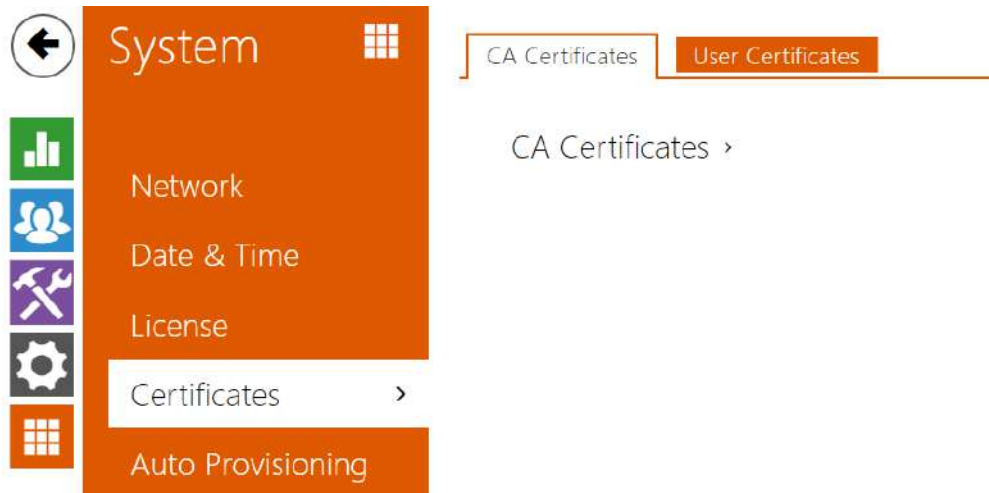 System
Network
Date & Time
License
Certificates ›
Auto Provisioning
CA Certificates
User Certificates
CA Certificates ›